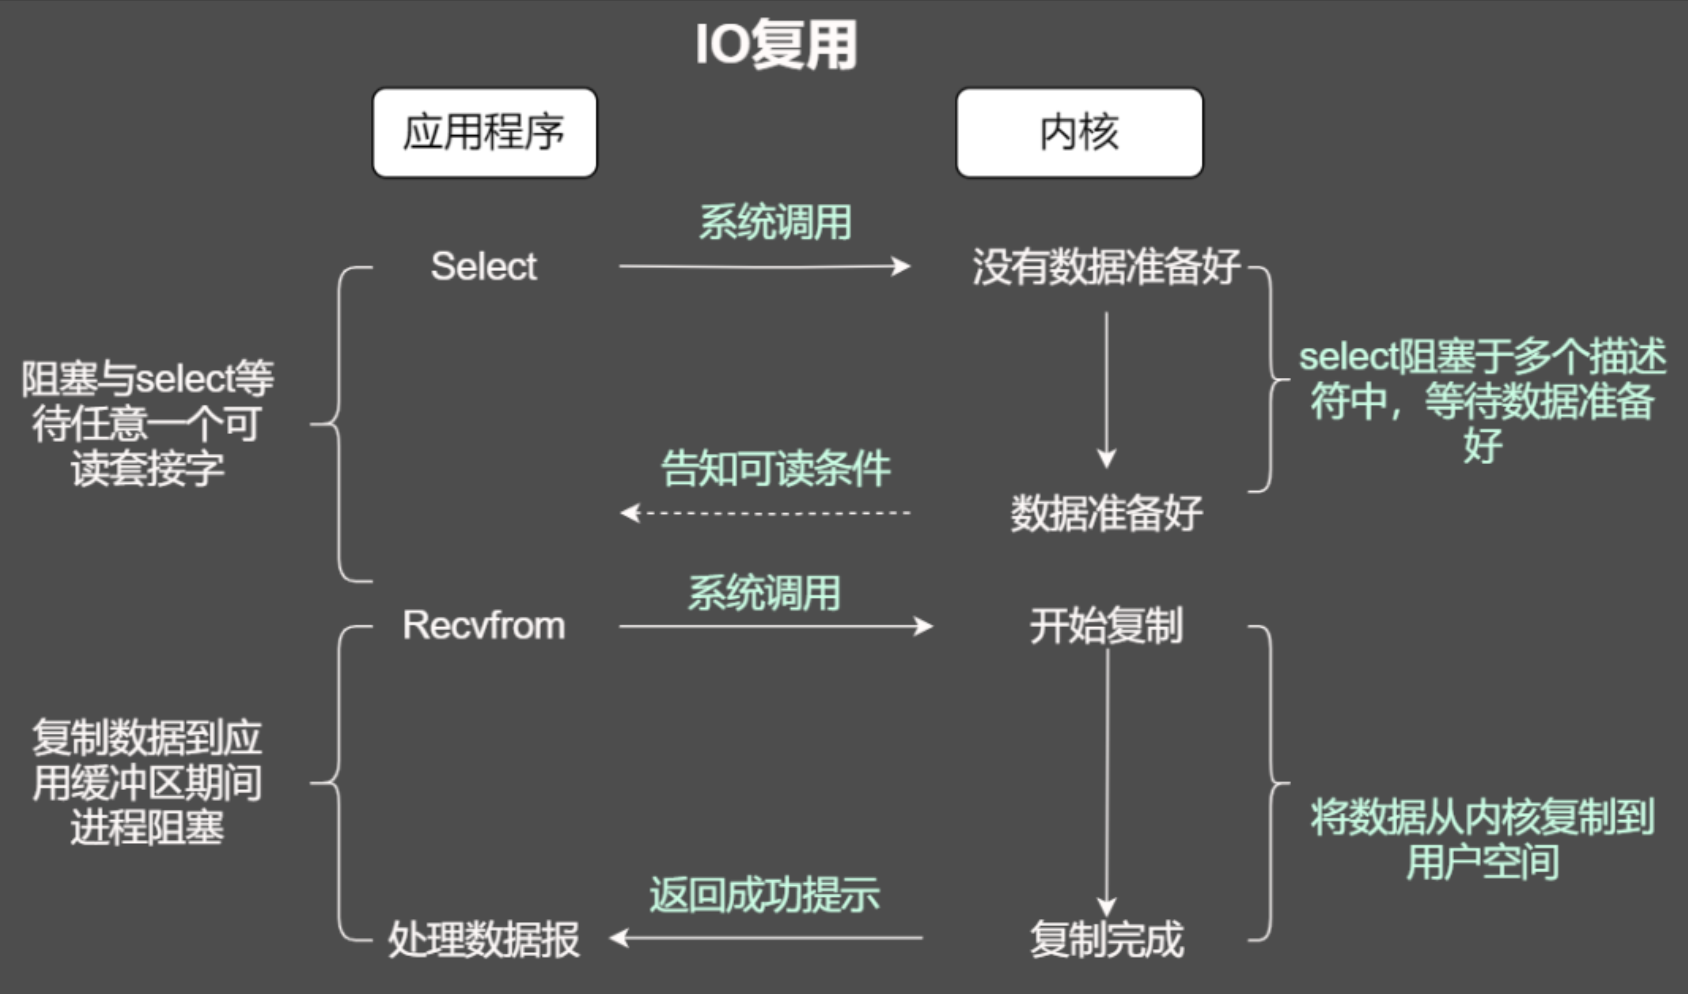 IO复用
应用程序
内核
系统调用
Select
没有数据准备好
阻塞与select等
待任意一个可
读套接字
select阻塞于多个描述
符中，等待数据准备
好
告知可读条件
数据准备好
系统调用
Recvfrom
开始复制
复制数据到应
用缓冲区期间
进程阻塞
将数据从内核复制到
用户空间
返回成功提示
处理数据报
复制完成